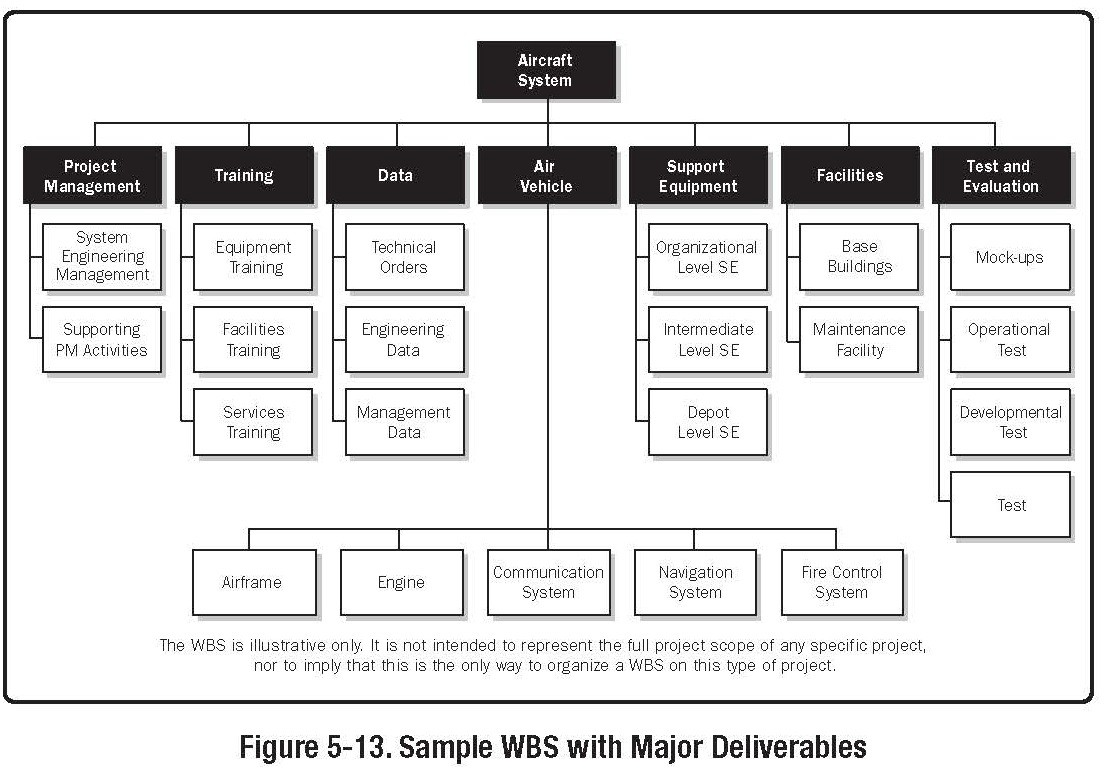 Aircraft
System
Project
Management
Training
Data
Air
Vehicle
Support
Equipment
Facilities
Test and
Evaluation
System
Engineering
Management
Supporting
PM Activities
Equipment
Training
Facilities
Training
Services
Training
Technical
Orders
Engineering
Data
Management
Data
Organizational
Level SE
Intermediate
Level SE
Depot
Level SE
Base
Buildings
Maintenance
Facility
Mock-ups
Operational
Test
Developmental
Test
Test
Airframe
Engine
Communication
System
Navigation
System
Fire Control
System
The WBS is illustrative only. It is not intended to represent the full project scope of any specific project,
nor to imply that this is the only way to organize a WBS on this type of project.
Figure 5-13. Sample WBS with Major Deliverables